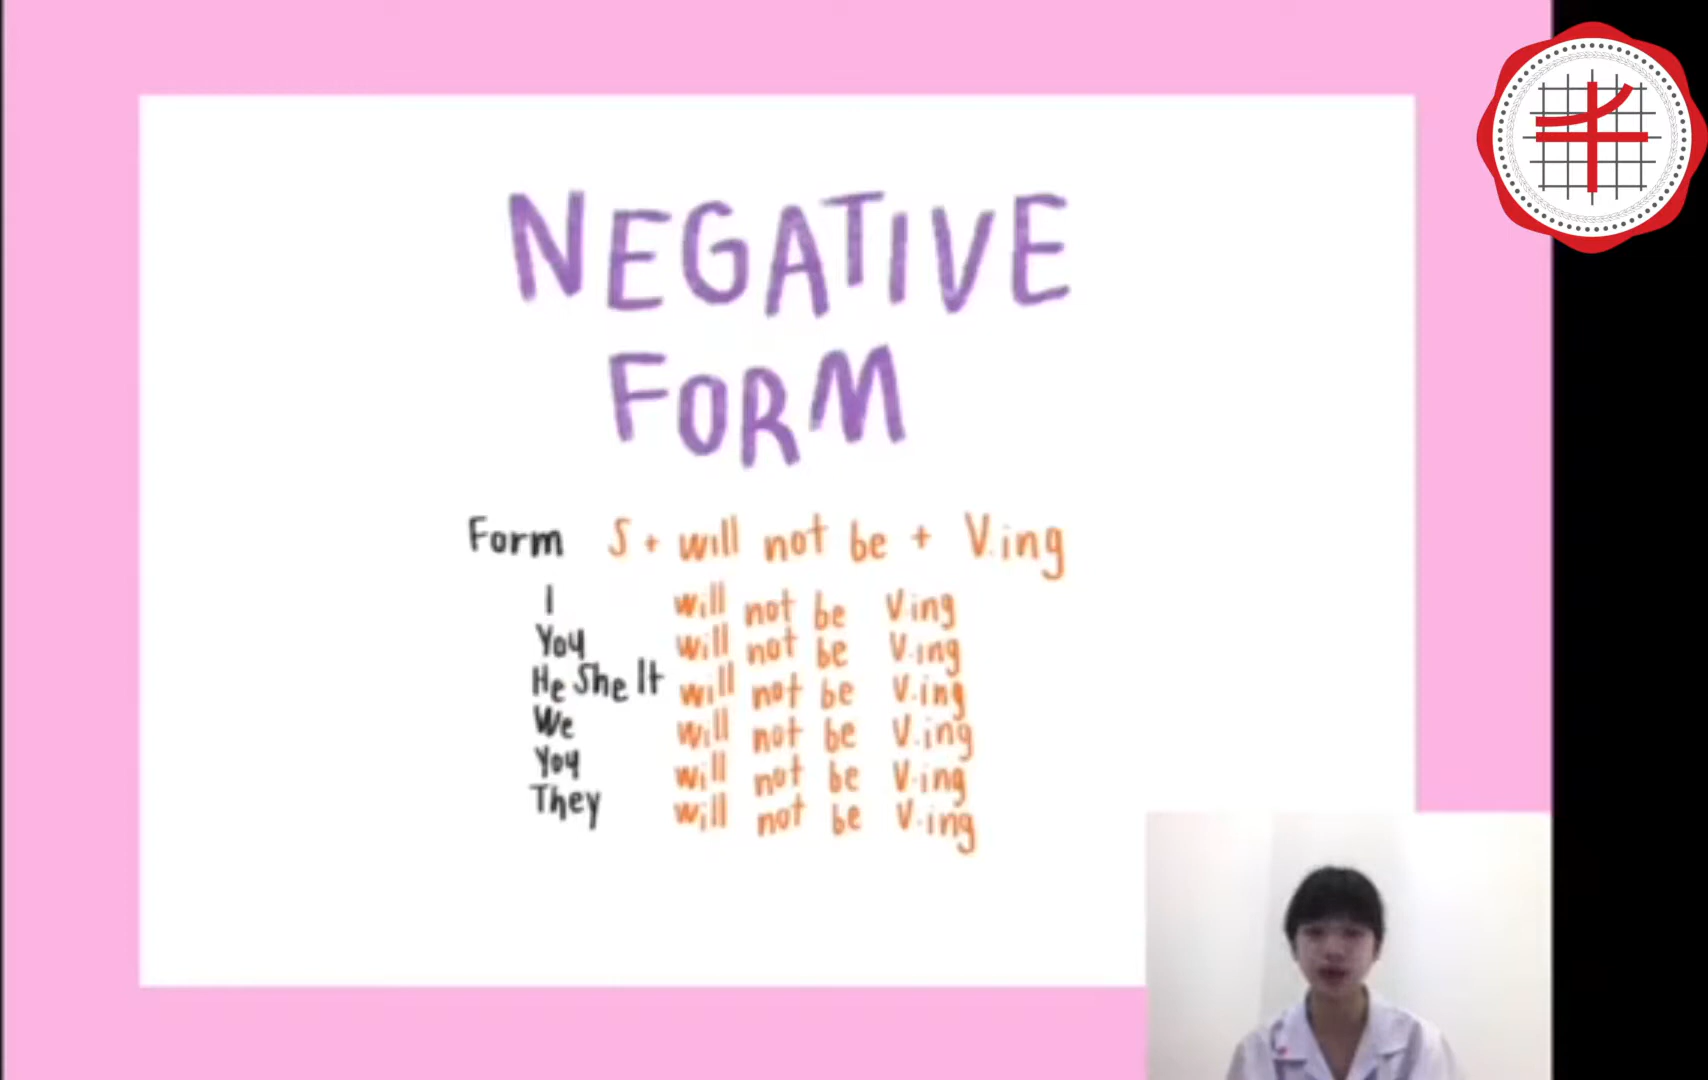 NEGATIVE
FORM
Form S + will not be + V.ing
I will not be V.ing
You will not be V.ing
He She It will not be V.ing
We will not be V.ing
You will not be V.ing
They will not be V.ing